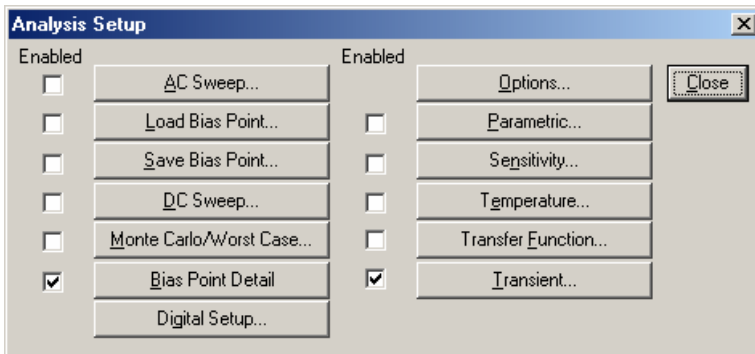 Analysis Setup
Enabled Enabled
AC Sweep... Options... Close
Load Bias Point... Parametric...
Save Bias Point... Sensitivity...
DC Sweep... Temperature...
Monte Carlo/Worst Case... Transfer Function...
Bias Point Detail Transient...
Digital Setup...